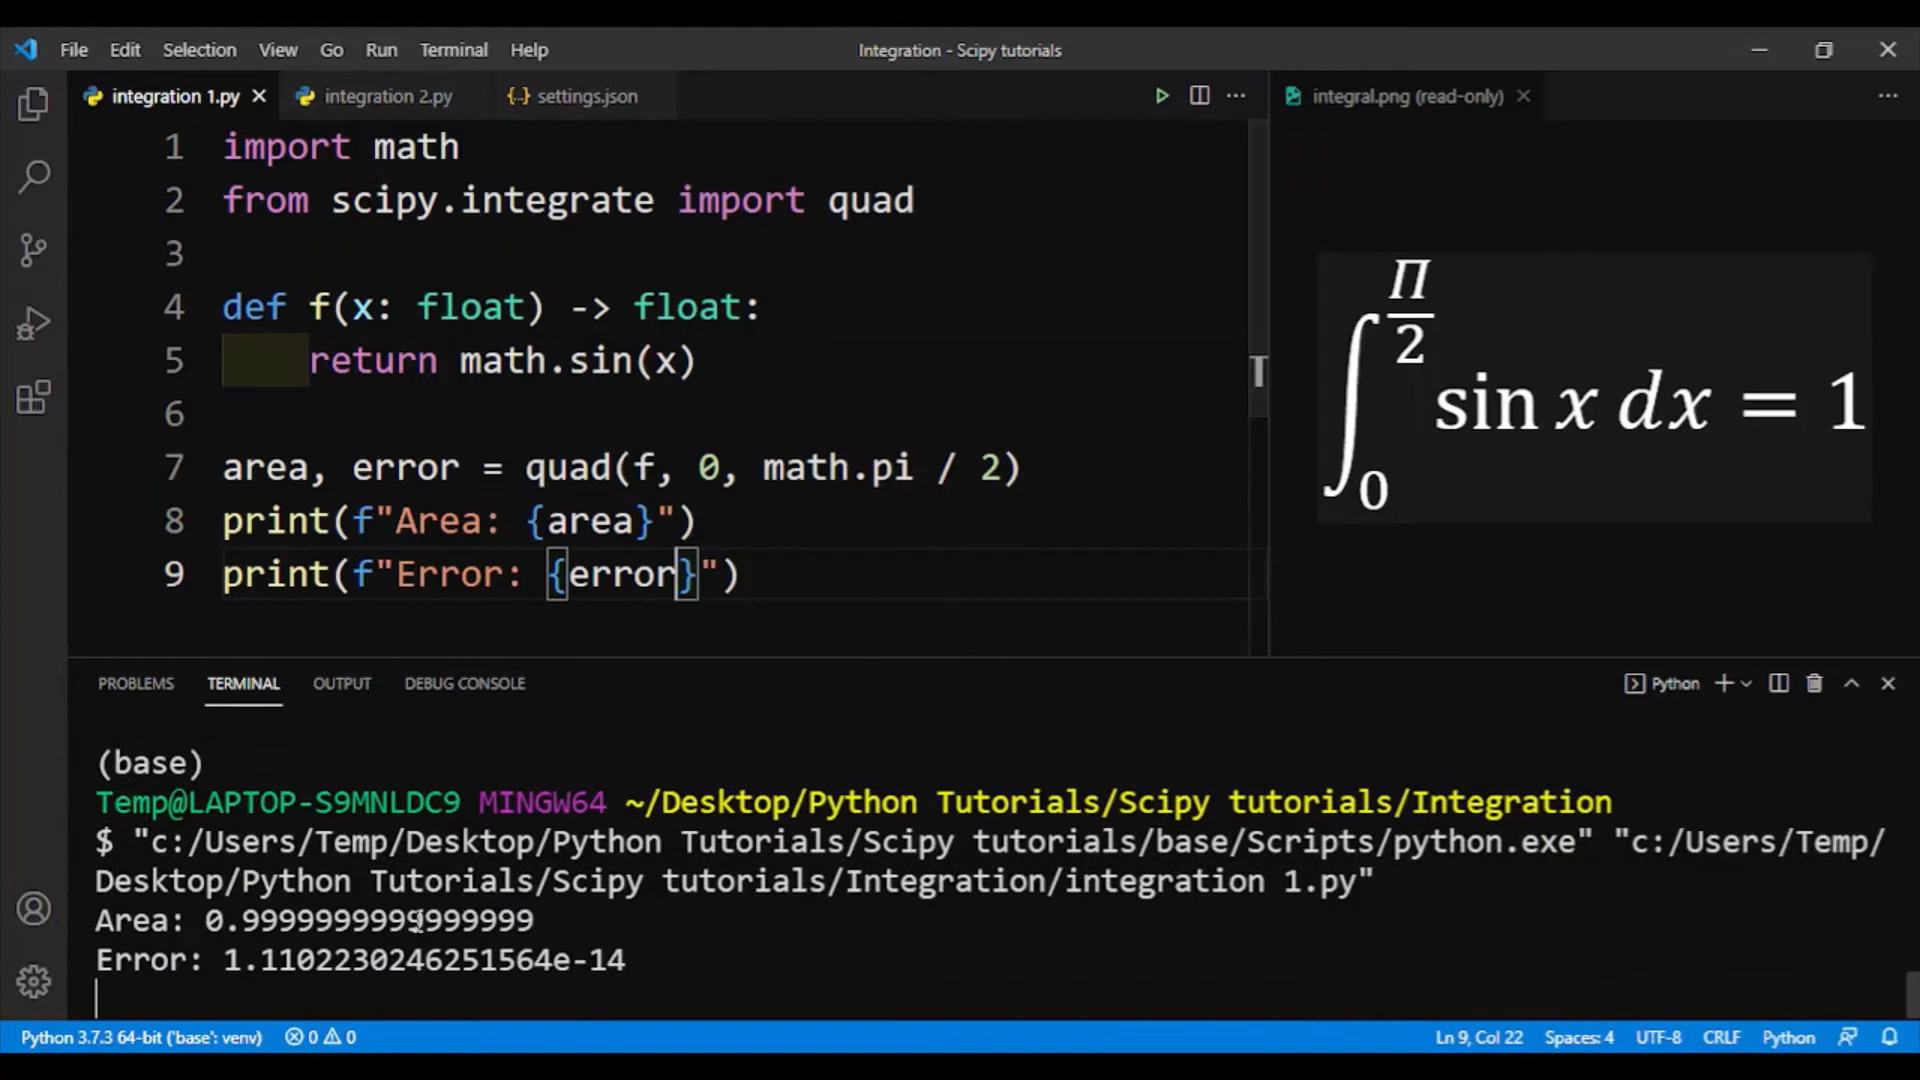 File Edit Selection View Go Run Terminal Help
Integration - Scipy tutorials
integration 1.py
integration 2.py
settings.json
integral.png (read-only)
1 import math
2 from scipy.integrate import quad
3
4 def f(x: float) -> float:
5 return math.sin(x)
6
7 area, error = quad(f, 0, math.pi / 2)
8 print(f"Area: {area}")
9 print(f"Error: {error}")
∫₀^(Π/2) sin x dx = 1
PROBLEMS TERMINAL OUTPUT DEBUG CONSOLE
Python
(base)
Temp@LAPTOP-S9MNLDC9 MINGW64 ~/Desktop/Python Tutorials/Scipy tutorials/Integration
$ "c:/Users/Temp/Desktop/Python Tutorials/Scipy tutorials/base/Scripts/python.exe" "c:/Users/Temp/
Desktop/Python Tutorials/Scipy tutorials/Integration/integration 1.py"
Area: 0.9999999999999999
Error: 1.1102230246251564e-14
Python 3.7.3 64-bit ('base': venv) 0 0
Ln 9, Col 22 Spaces: 4 UTF-8 CRLF Python